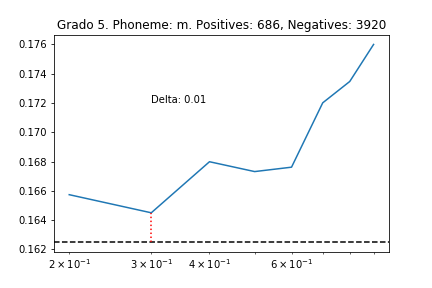 Grado 5. Phoneme: m. Positives: 686, Negatives: 3920
0.176
0.174
0.172
0.170
0.168
0.166
0.164
0.162
Delta: 0.01
2 × 10⁻¹ 3 × 10⁻¹ 4 × 10⁻¹ 6 × 10⁻¹